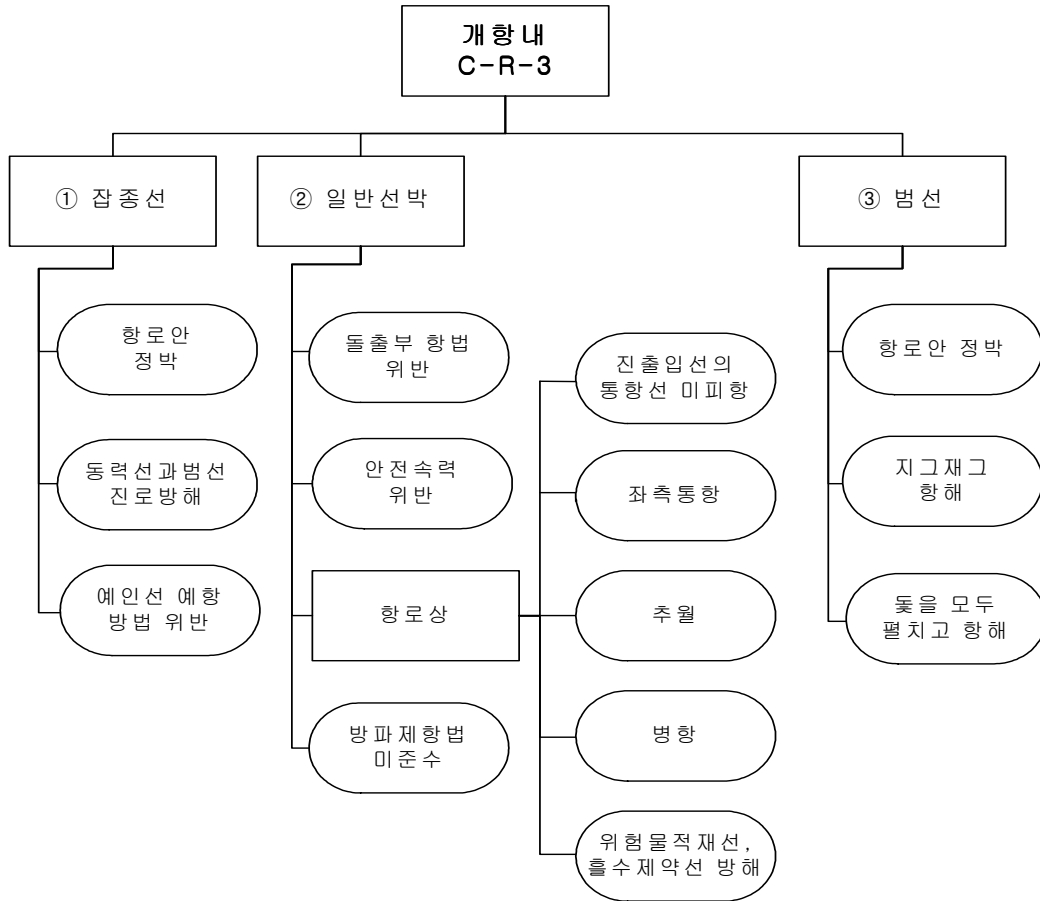 개항내
C-R-3
① 잡종선
② 일반선박
③ 범선
항로안
정박
동력선과범선
진로방해
예인선 예항
방법 위반
돌출부 항법
위반
안전속력
위반
항로상
방파제항법
미준수
진출입선의
통항선 미피항
좌측통항
추월
병항
위험물적재선,
흘수제약선 방해
항로안 정박
지그재그
항해
돛을 모두
펼치고 항해